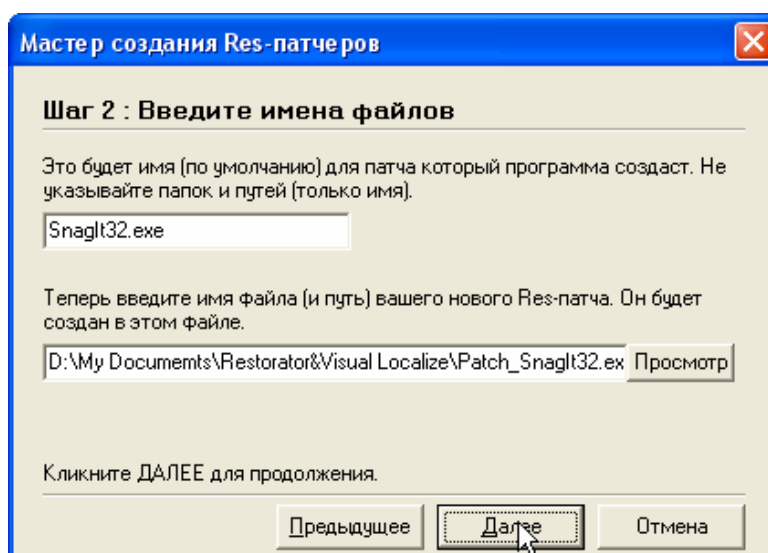 Мастер создания Res-патчеров
Шаг 2 : Введите имена файлов
Это будет имя (по умолчанию) для патча который программа создаст. Не
указывайте папок и путей (только имя).
SnagIt32.exe
Теперь введите имя файла (и путь) вашего нового Res-патча. Он будет
создан в этом файле.
D:\My Documemts\Restorator&Visual Localize\Patch_SnagIt32.ex
Просмотр
Кликните ДАЛЕЕ для продолжения.
Предыдущее
Далее
Отмена